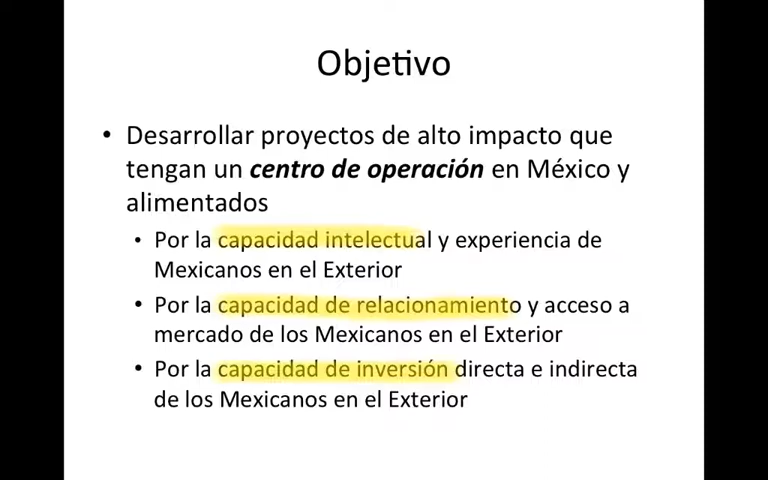 Objetivo
• Desarrollar proyectos de alto impacto que
tengan un centro de operación en México y
alimentados
• Por la capacidad intelectual y experiencia de
Mexicanos en el Exterior
• Por la capacidad de relacionamiento y acceso a
mercado de los Mexicanos en el Exterior
• Por la capacidad de inversión directa e indirecta
de los Mexicanos en el Exterior